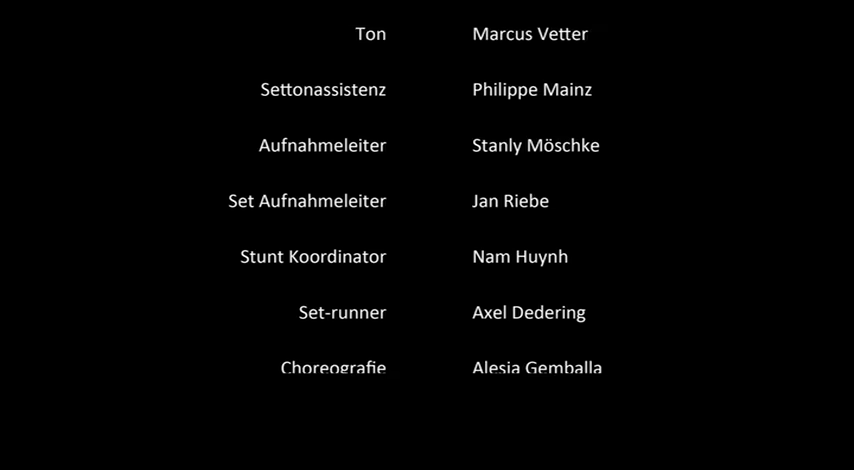 Ton Marcus Vetter
Settonassistenz Philippe Mainz
Aufnahmeleiter Stanly Möschke
Set Aufnahmeleiter Jan Riebe
Stunt Koordinator Nam Huynh
Set-runner Axel Dedering
Choreografie Alesia Gemballa